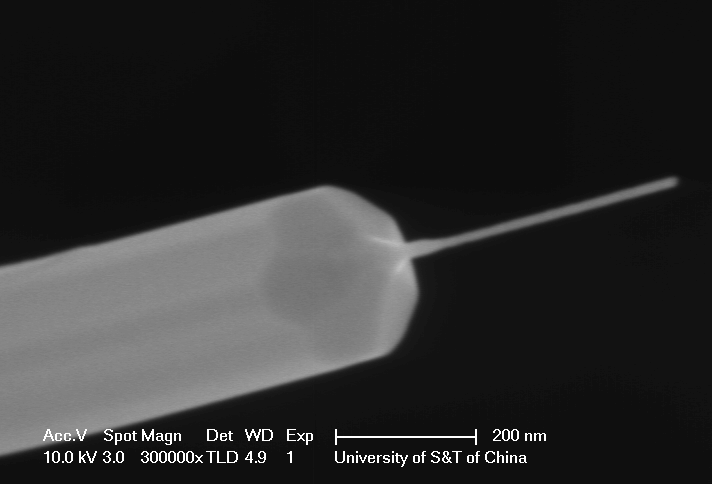 Acc.V Spot Magn Det WD Exp 200 nm
10.0 kV 3.0 300000x TLD 4.9 1 University of S&T of China